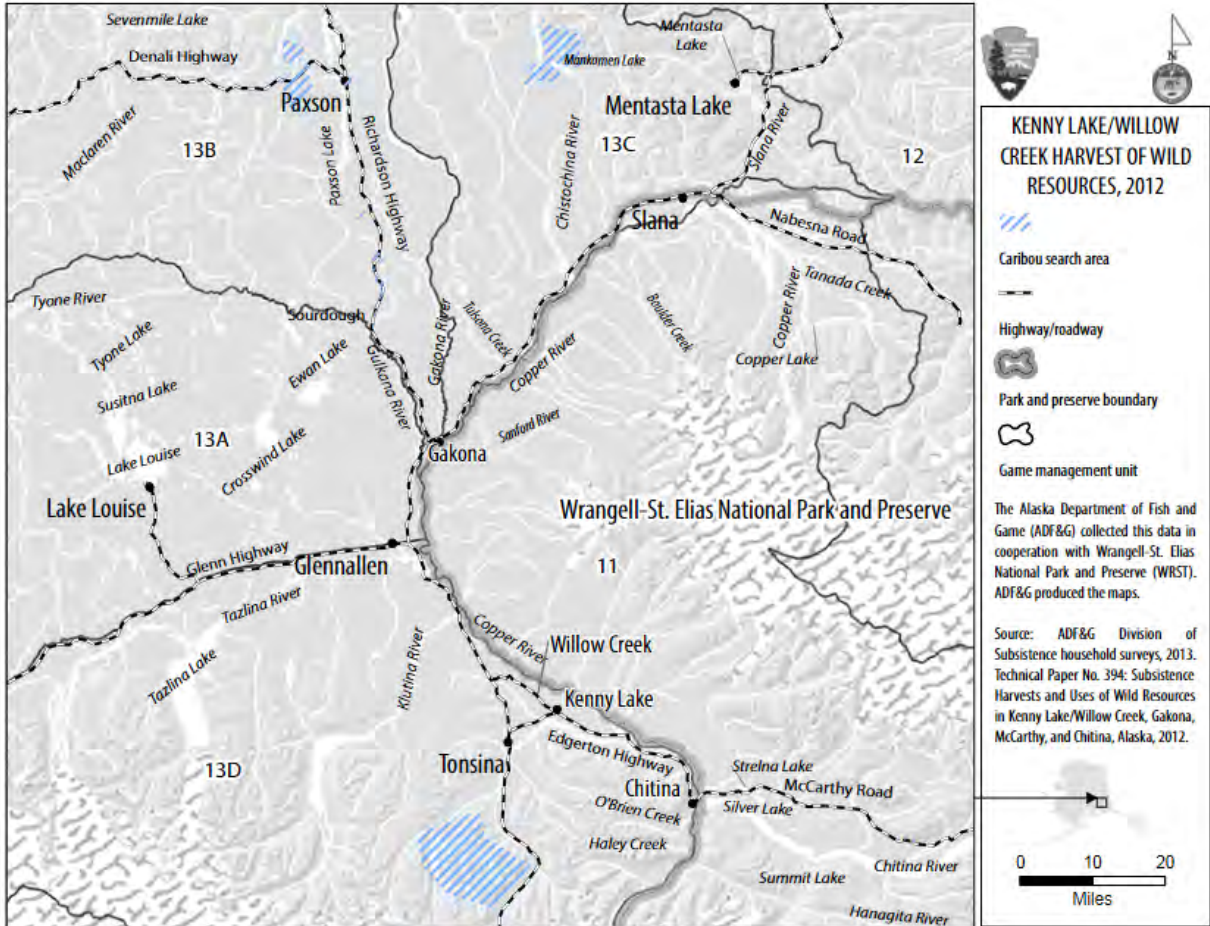 Sevenmile Lake
Mentasta
Lake
Denali Highway
Mankomen Lake
Paxson
Mentasta Lake
Maclaren River
13B
Paxson Lake
Richardson Highway
Chistochina River
13C
Slana River
12
Slana
Nabesna Road
Tanada Creek
Tyone River
Sourdough
Tyone Lake
Ewan Lake
Gulkana River
Gakona River
Tulsona Creek
Copper River
Boulder Creek
Copper River
Copper Lake
Susitna Lake
13A
Crosswind Lake
Sanford River
Lake Louise
Gakona
Lake Louise
Wrangell-St. Elias National Park and Preserve
Glenn Highway
Glennallen
11
Tazlina River
Copper River
Willow Creek
Tazlina Lake
Klutina River
Kenny Lake
13D
Tonsina
Edgerton Highway
Strelna Lake
Chitina
McCarthy Road
O'Brien Creek
Silver Lake
Haley Creek
Chitina River
Summit Lake
Hanagita River
N
KENNY LAKE/WILLOW
CREEK HARVEST OF WILD
RESOURCES, 2012
Caribou search area
Highway/roadway
Park and preserve boundary
Game management unit
The Alaska Department of Fish and
Game (ADF&G) collected this data in
cooperation with Wrangell-St. Elias
National Park and Preserve (WRST).
ADF&G produced the maps.
Source: ADF&G Division of
Subsistence household surveys, 2013.
Technical Paper No. 394: Subsistence
Harvests and Uses of Wild Resources
in Kenny Lake/Willow Creek, Gakona,
McCarthy, and Chitina, Alaska, 2012.
0 10 20
Miles